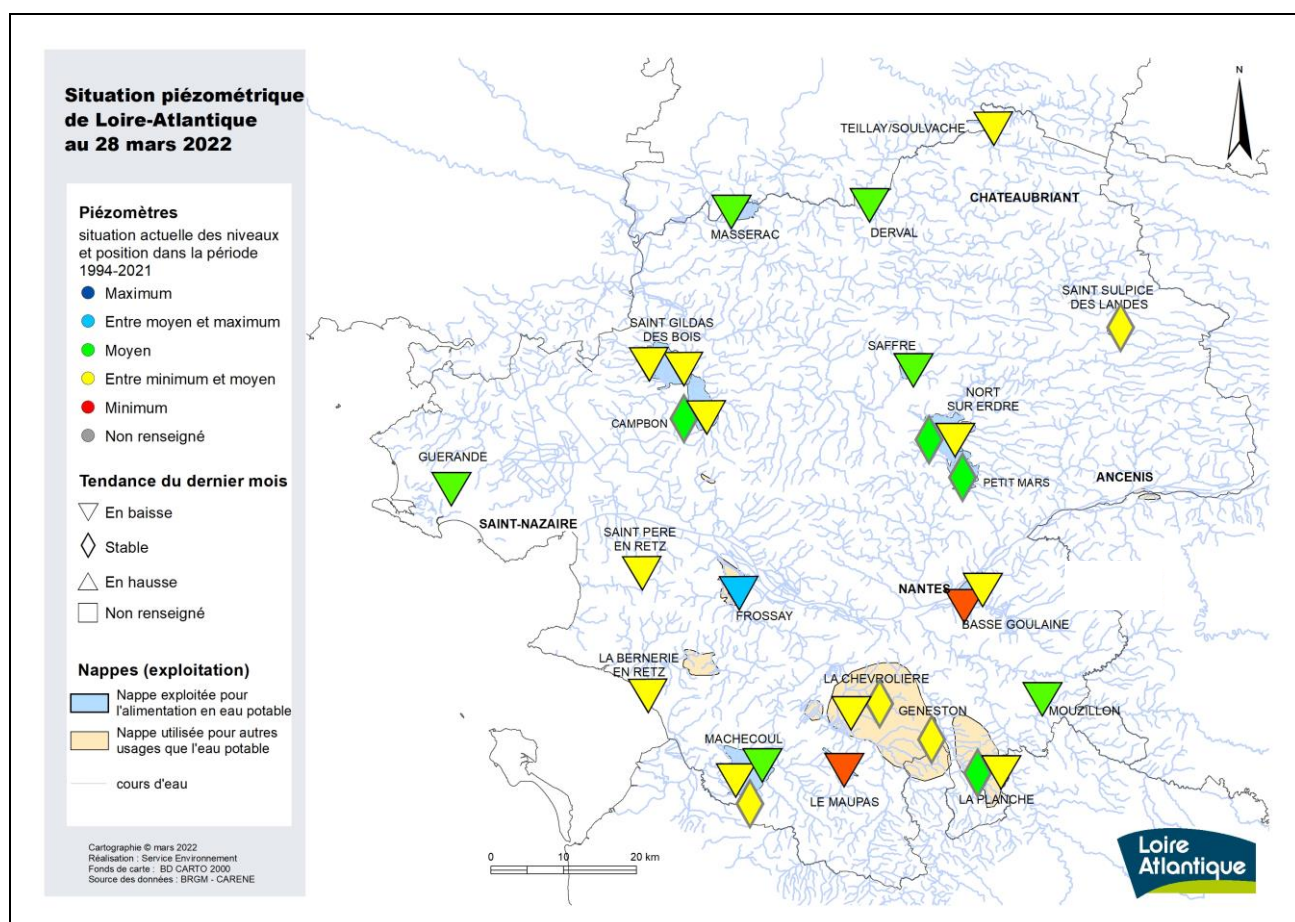 Situation piézométrique
de Loire-Atlantique
au 28 mars 2022
Piézomètres
situation actuelle des niveaux
et position dans la période
1994-2021
Maximum
Entre moyen et maximum
Moyen
Entre minimum et moyen
Minimum
Non renseigné
Tendance du dernier mois
En baisse
Stable
En hausse
Non renseigné
Nappes (exploitation)
Nappe exploitée pour
l'alimentation en eau potable
Nappe utilisée pour autres
usages que l'eau potable
cours d'eau
Cartographie © mars 2022
Réalisation : Service Environnement
Fonds de carte : BD CARTO 2000
Source des données : BRGM - CARENE
N
TEILLAY/SOULVACHE
CHATEAUBRIANT
MASSERAC
DERVAL
SAINT SULPICE
DES LANDES
SAINT GILDAS
DES BOIS
SAFFRE
NORT
SUR ERDRE
CAMPBON
GUERANDE
PETIT MARS
ANCENIS
SAINT-NAZAIRE
SAINT PERE
EN RETZ
NANTES
FROSSAY
BASSE GOULAINE
LA BERNERIE
EN RETZ
LA CHEVROLIÈRE
GENESTON
MOUZILLON
MACHECOUL
LE MAUPAS
LA PLANCHE
0 10 20 km
Loire
Atlantique